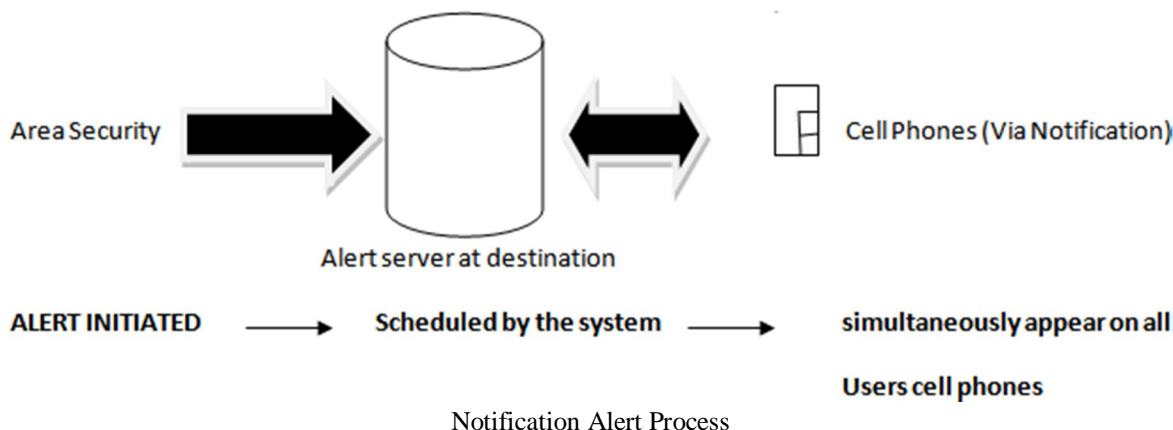 Area Security
Cell Phones (Via Notification)
Alert server at destination
ALERT INITIATED
Scheduled by the system
simultaneously appear on all
Users cell phones
Notification Alert Process